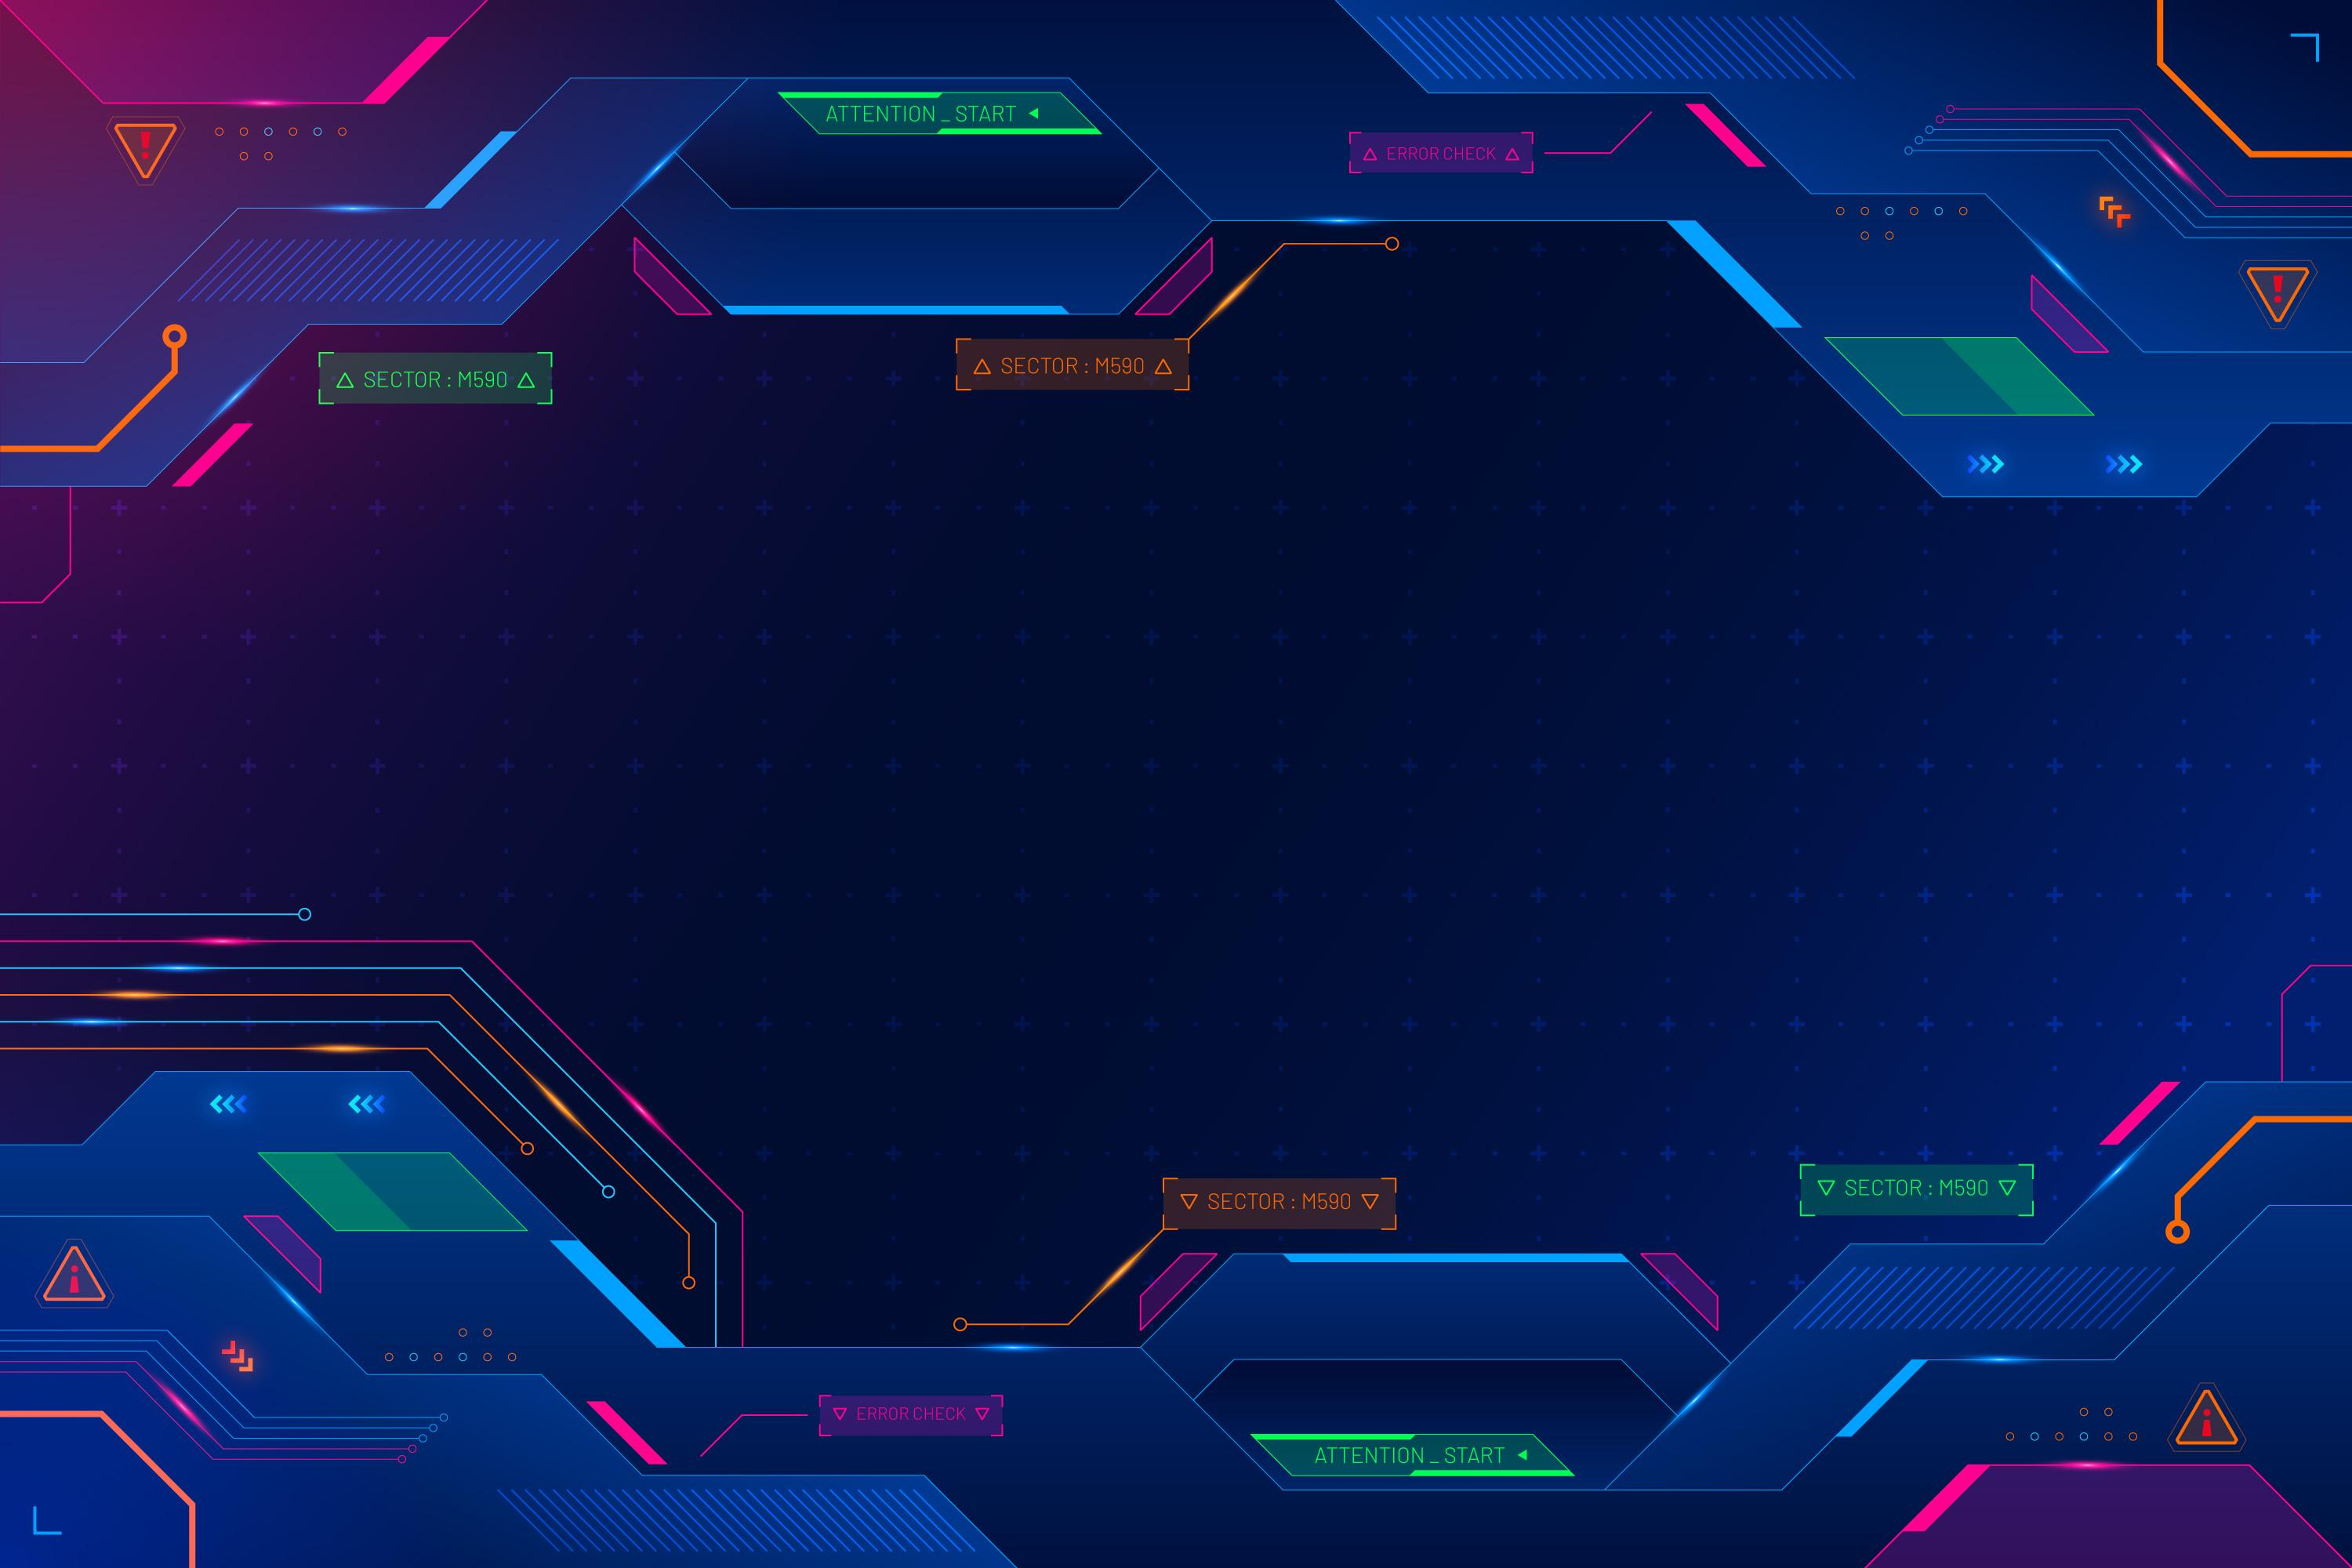 ATTENTION _ START ◄
△ ERROR CHECK △
△ SECTOR : M590 △
△ SECTOR : M590 △
▽ SECTOR : M590 ▽
▽ SECTOR : M590 ▽
▽ ERROR CHECK ▽
ATTENTION _ START ◄